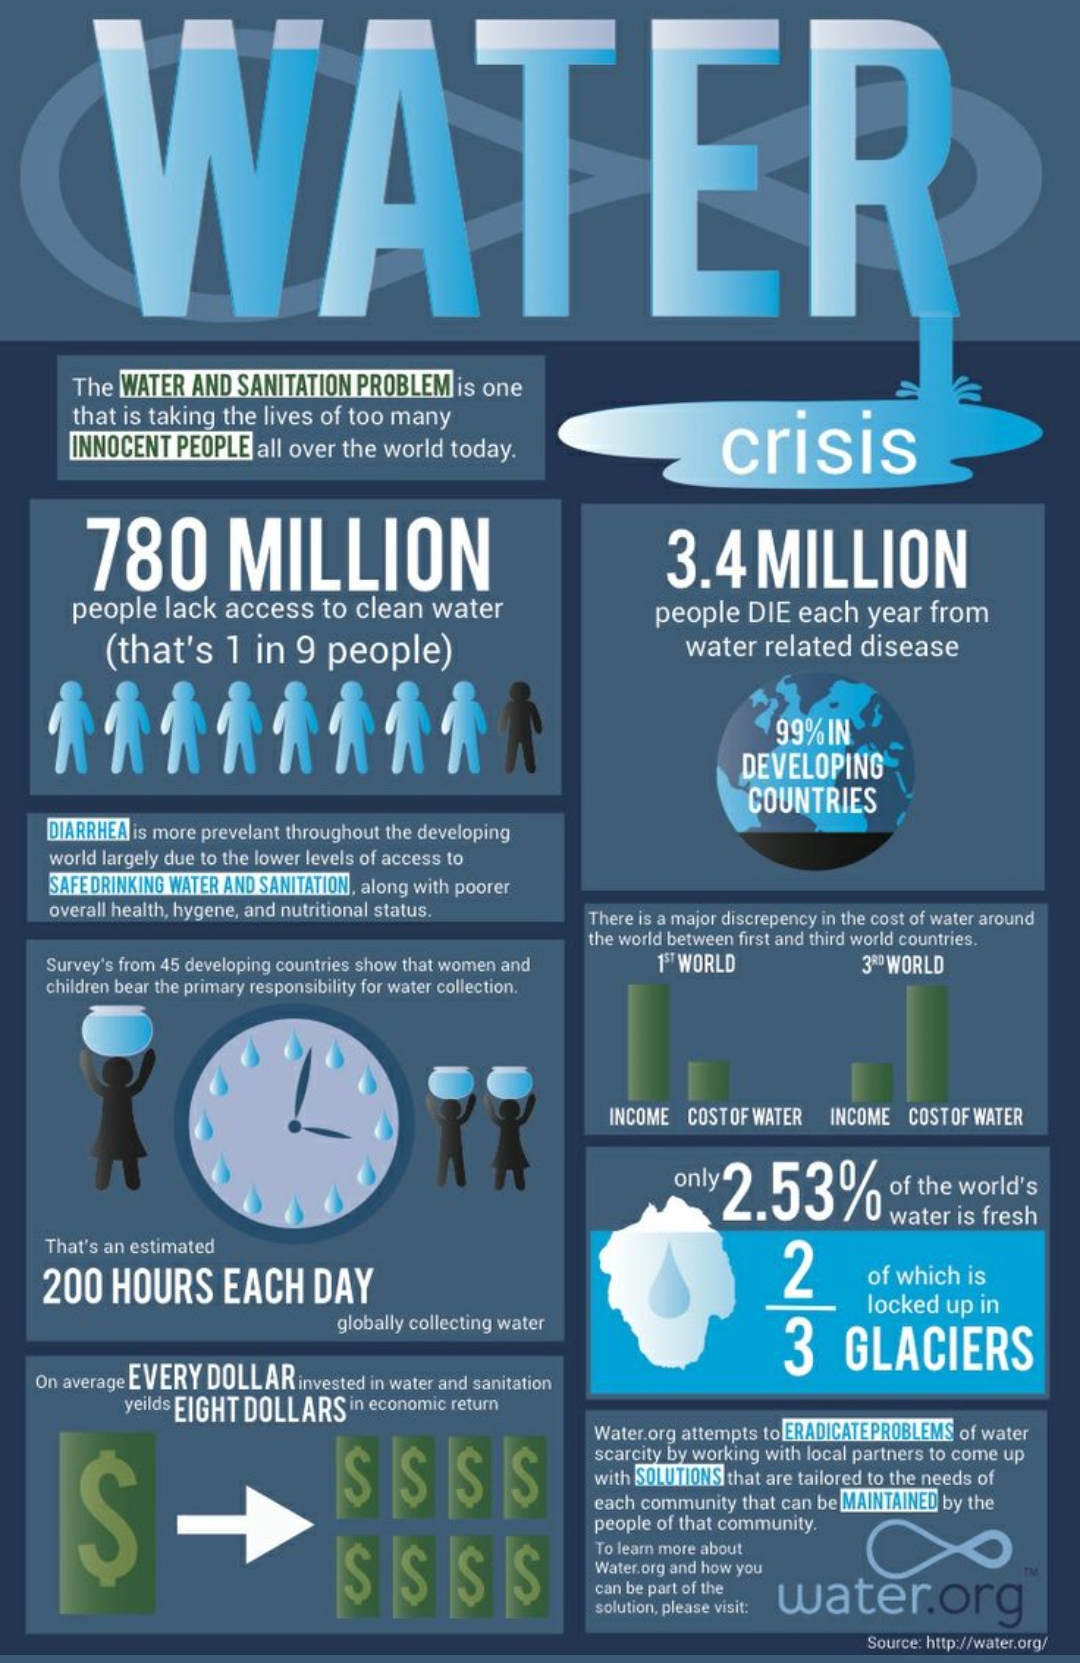 WATER
crisis
The WATER AND SANITATION PROBLEM is one
that is taking the lives of too many
INNOCENT PEOPLE all over the world today.
780 MILLION
people lack access to clean water
(that's 1 in 9 people)
3.4 MILLION
people DIE each year from
water related disease
99% IN
DEVELOPING
COUNTRIES
DIARRHEA is more prevelant throughout the developing
world largely due to the lower levels of access to
SAFE DRINKING WATER AND SANITATION, along with poorer
overall health, hygene, and nutritional status.
There is a major discrepency in the cost of water around
the world between first and third world countries.
1ST WORLD
3RD WORLD
INCOME COST OF WATER
INCOME COST OF WATER
Survey's from 45 developing countries show that women and
children bear the primary responsibility for water collection.
That's an estimated
200 HOURS EACH DAY
globally collecting water
only 2.53% of the world's
water is fresh
2
3
of which is
locked up in
GLACIERS
On average EVERY DOLLAR invested in water and sanitation
yeilds EIGHT DOLLARS in economic return
$
$ $ $ $
$ $ $ $
Water.org attempts to ERADICATE PROBLEMS of water
scarcity by working with local partners to come up
with SOLUTIONS that are tailored to the needs of
each community that can be MAINTAINED by the
people of that community.
To learn more about
Water.org and how you
can be part of the
solution, please visit:
water.org TM
Source: http://water.org/